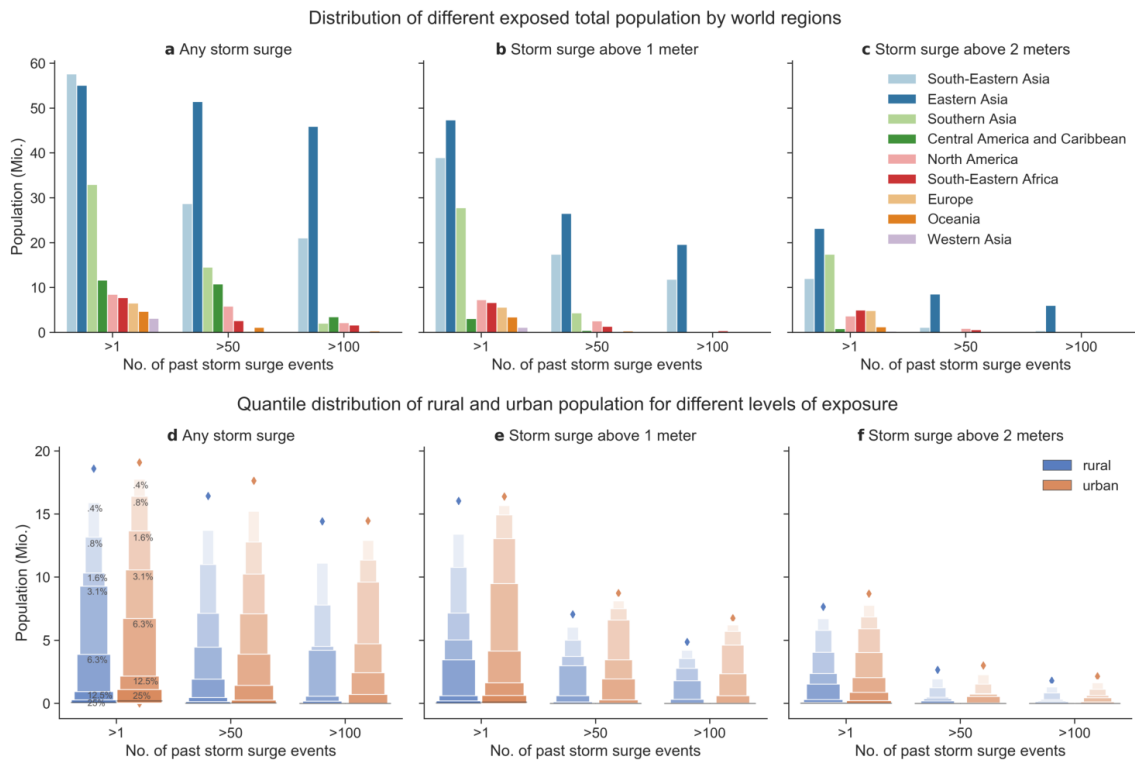 Distribution of different exposed total population by world regions
a Any storm surge
b Storm surge above 1 meter
c Storm surge above 2 meters
60
50
40
30
20
10
0
Population (Mio.)
South-Eastern Asia
Eastern Asia
Southern Asia
Central America and Caribbean
North America
South-Eastern Africa
Europe
Oceania
Western Asia
>1 >50 >100
>1 >50 >100
>1 >50 >100
No. of past storm surge events
No. of past storm surge events
No. of past storm surge events
Quantile distribution of rural and urban population for different levels of exposure
d Any storm surge
e Storm surge above 1 meter
f Storm surge above 2 meters
20
15
10
5
0
Population (Mio.)
.4%
.8%
1.6%
3.1%
6.3%
12.5%
25%
.4%
.8%
1.6%
3.1%
6.3%
12.5%
25%
rural
urban
>1 >50 >100
>1 >50 >100
>1 >50 >100
No. of past storm surge events
No. of past storm surge events
No. of past storm surge events